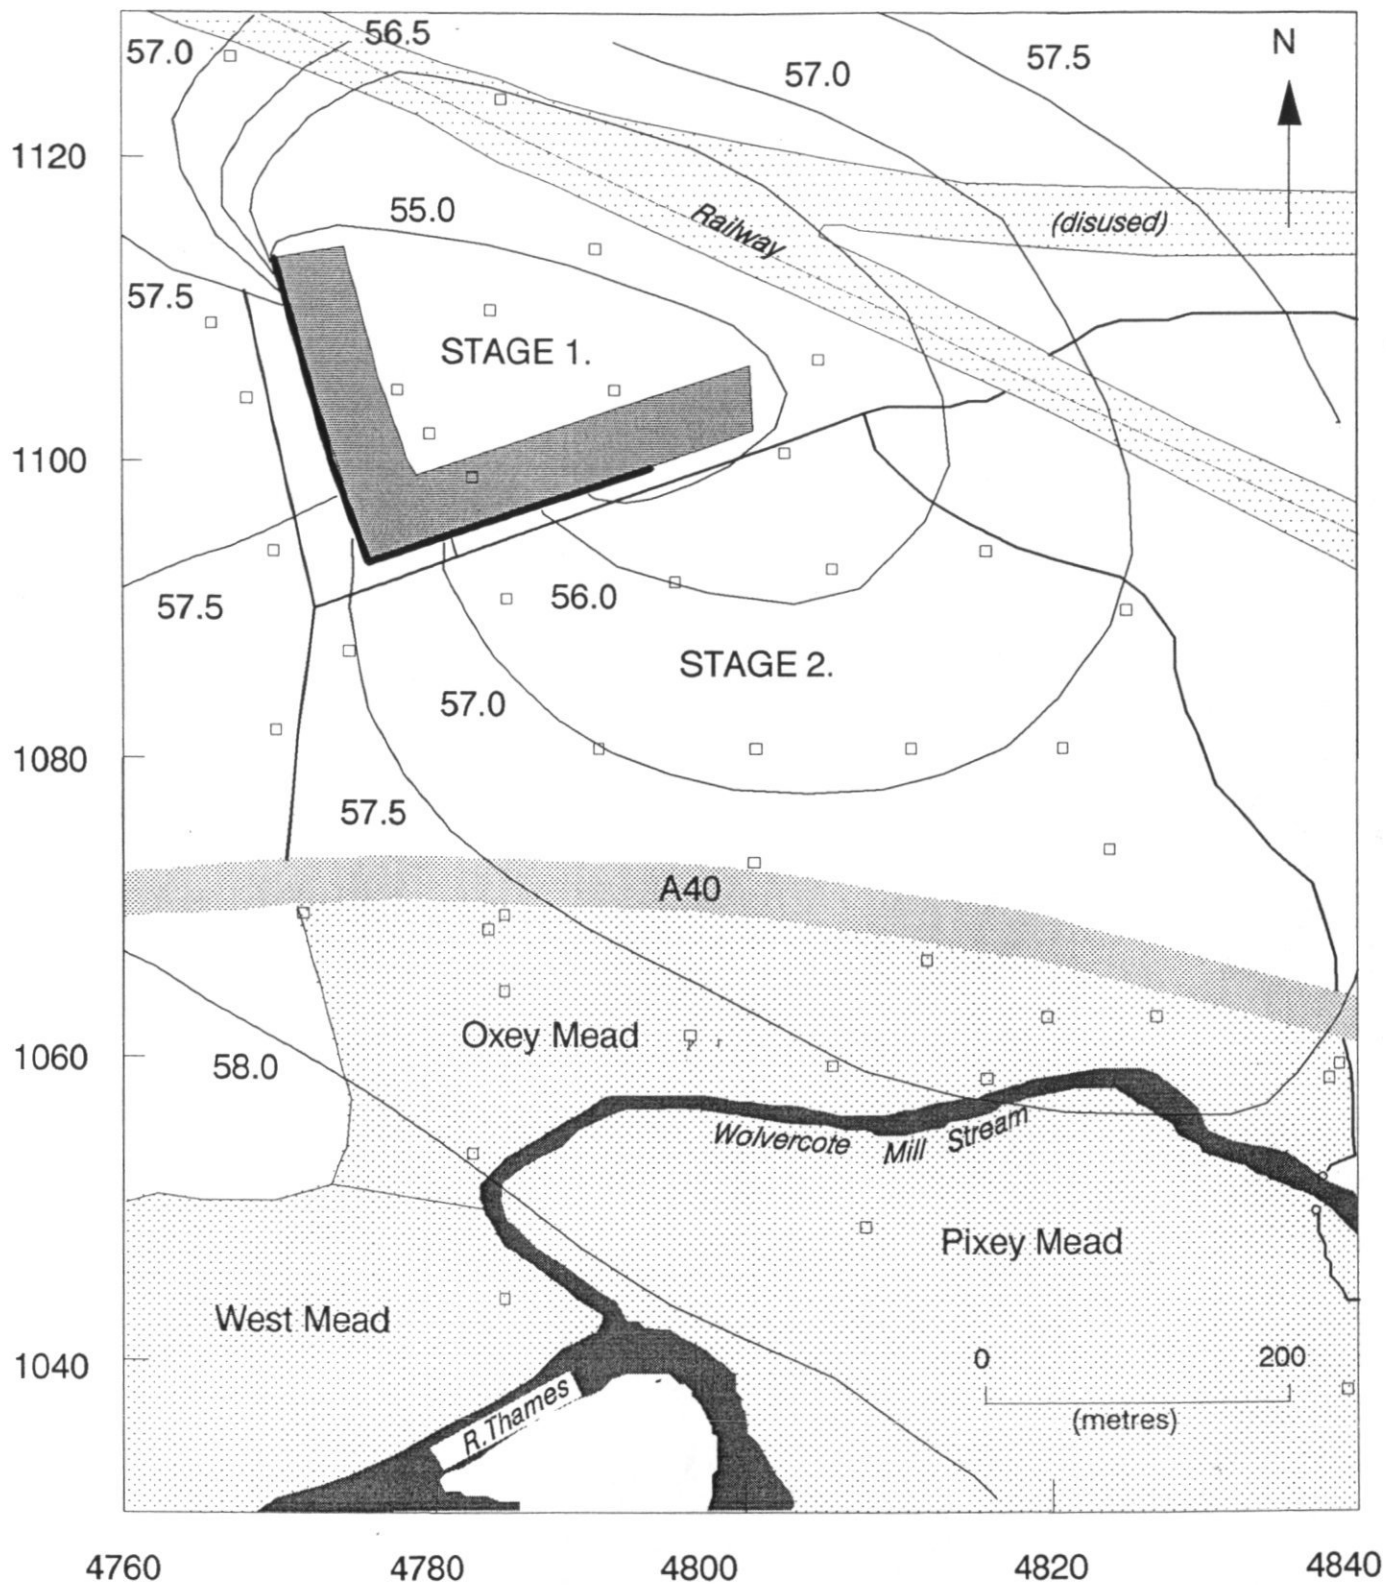 56.5
57.0
57.5
57.0
N
1120
55.0
Railway
(disused)
57.5
STAGE 1.
1100
57.5
56.0
STAGE 2.
57.0
1080
57.5
A40
Oxey Mead
1060
58.0
Wolvercote Mill Stream
Pixey Mead
West Mead
1040
0 200
(metres)
R.Thames
4760 4780 4800 4820 4840